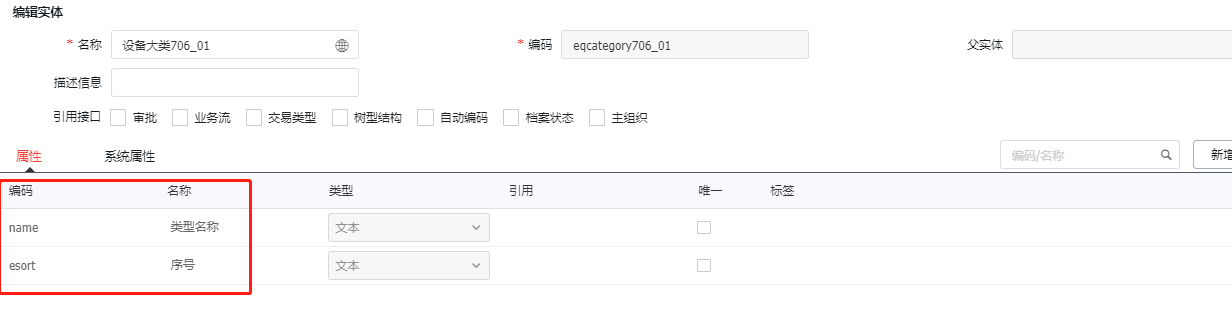 编辑实体
* 名称 设备大类706_01 * 编码 eqcategory706_01 父实体
描述信息
引用接口 审批 业务流 交易类型 树型结构 自动编码 档案状态 主组织
属性 系统属性 编码/名称 新增
编码 名称 类型 引用 唯一 标签
name 类型名称 文本
esort 序号 文本